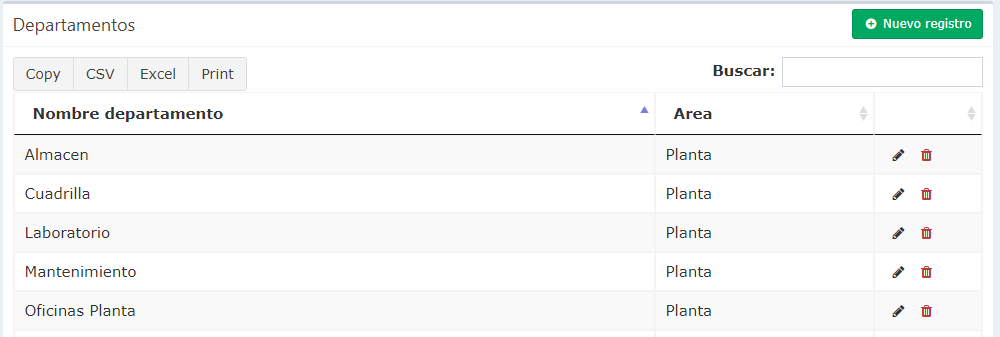 Departamentos
Nuevo registro
Copy CSV Excel Print
Buscar:
Nombre departamento Area
Almacen Planta
Cuadrilla Planta
Laboratorio Planta
Mantenimiento Planta
Oficinas Planta Planta